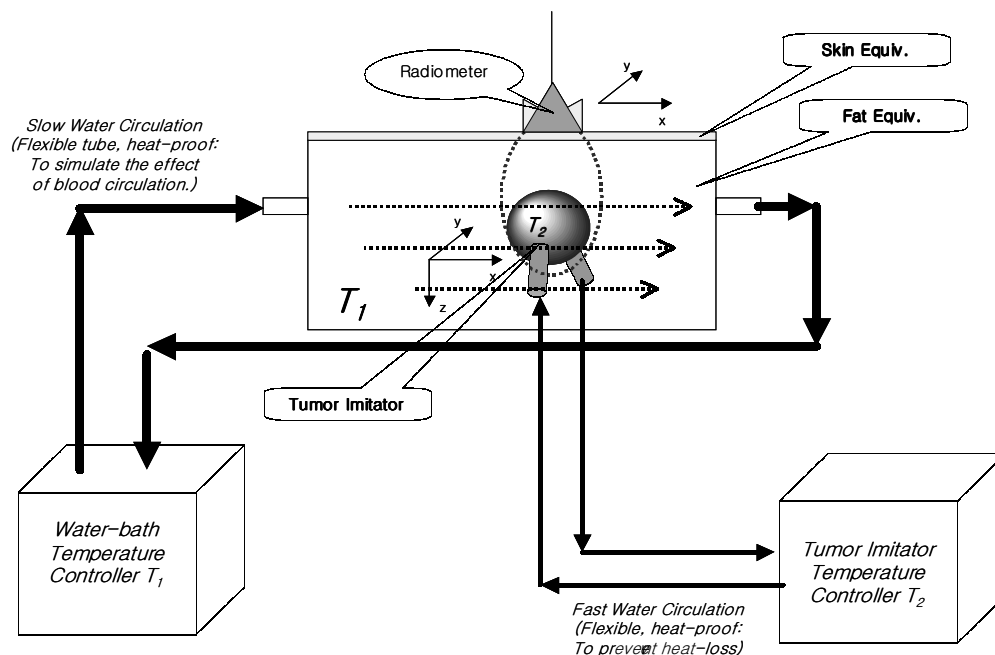 Skin Equiv.
y
Radiometer
x
Fat Equiv.
Slow Water Circulation
(Flexible tube, heat-proof:
To simulate the effect
of blood circulation.)
T2
y
x
z
T1
Tumor Imitator
Water-bath
Temperature
Controller T1
Tumor Imitator
Temperature
Controller T2
Fast Water Circulation
(Flexible, heat-proof:
To prevent heat-loss)